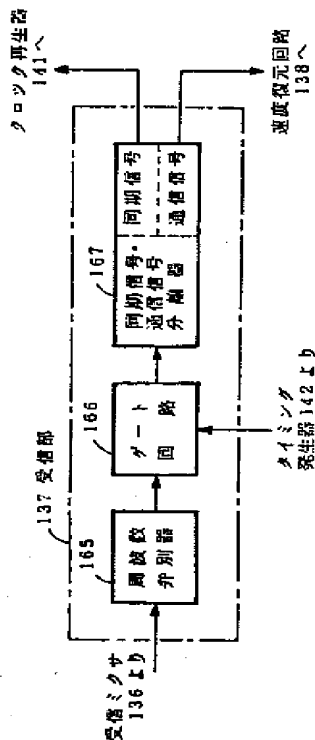 137 受信部
受信ミクサ
136より
165
周波数
弁別器
166
ゲート
回路
タイミング
発生器142より
167
同期信号・
通信信号
分離器
同期信号
通信信号
クロック再生器
141へ
速度復元回路
138へ